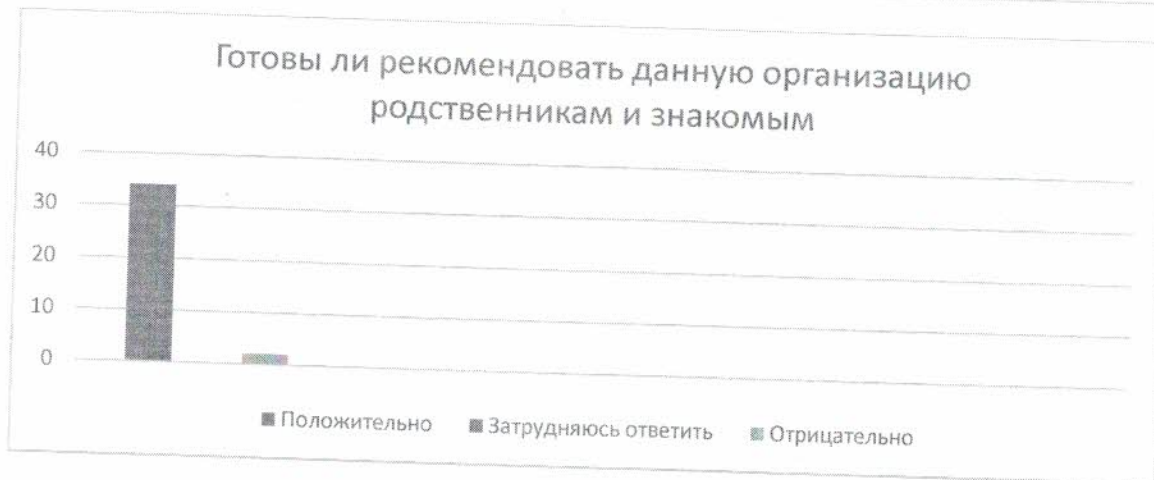 Готовы ли рекомендовать данную организацию
родственникам и знакомым
40
30
20
10
0
Положительно Затрудняюсь ответить Отрицательно